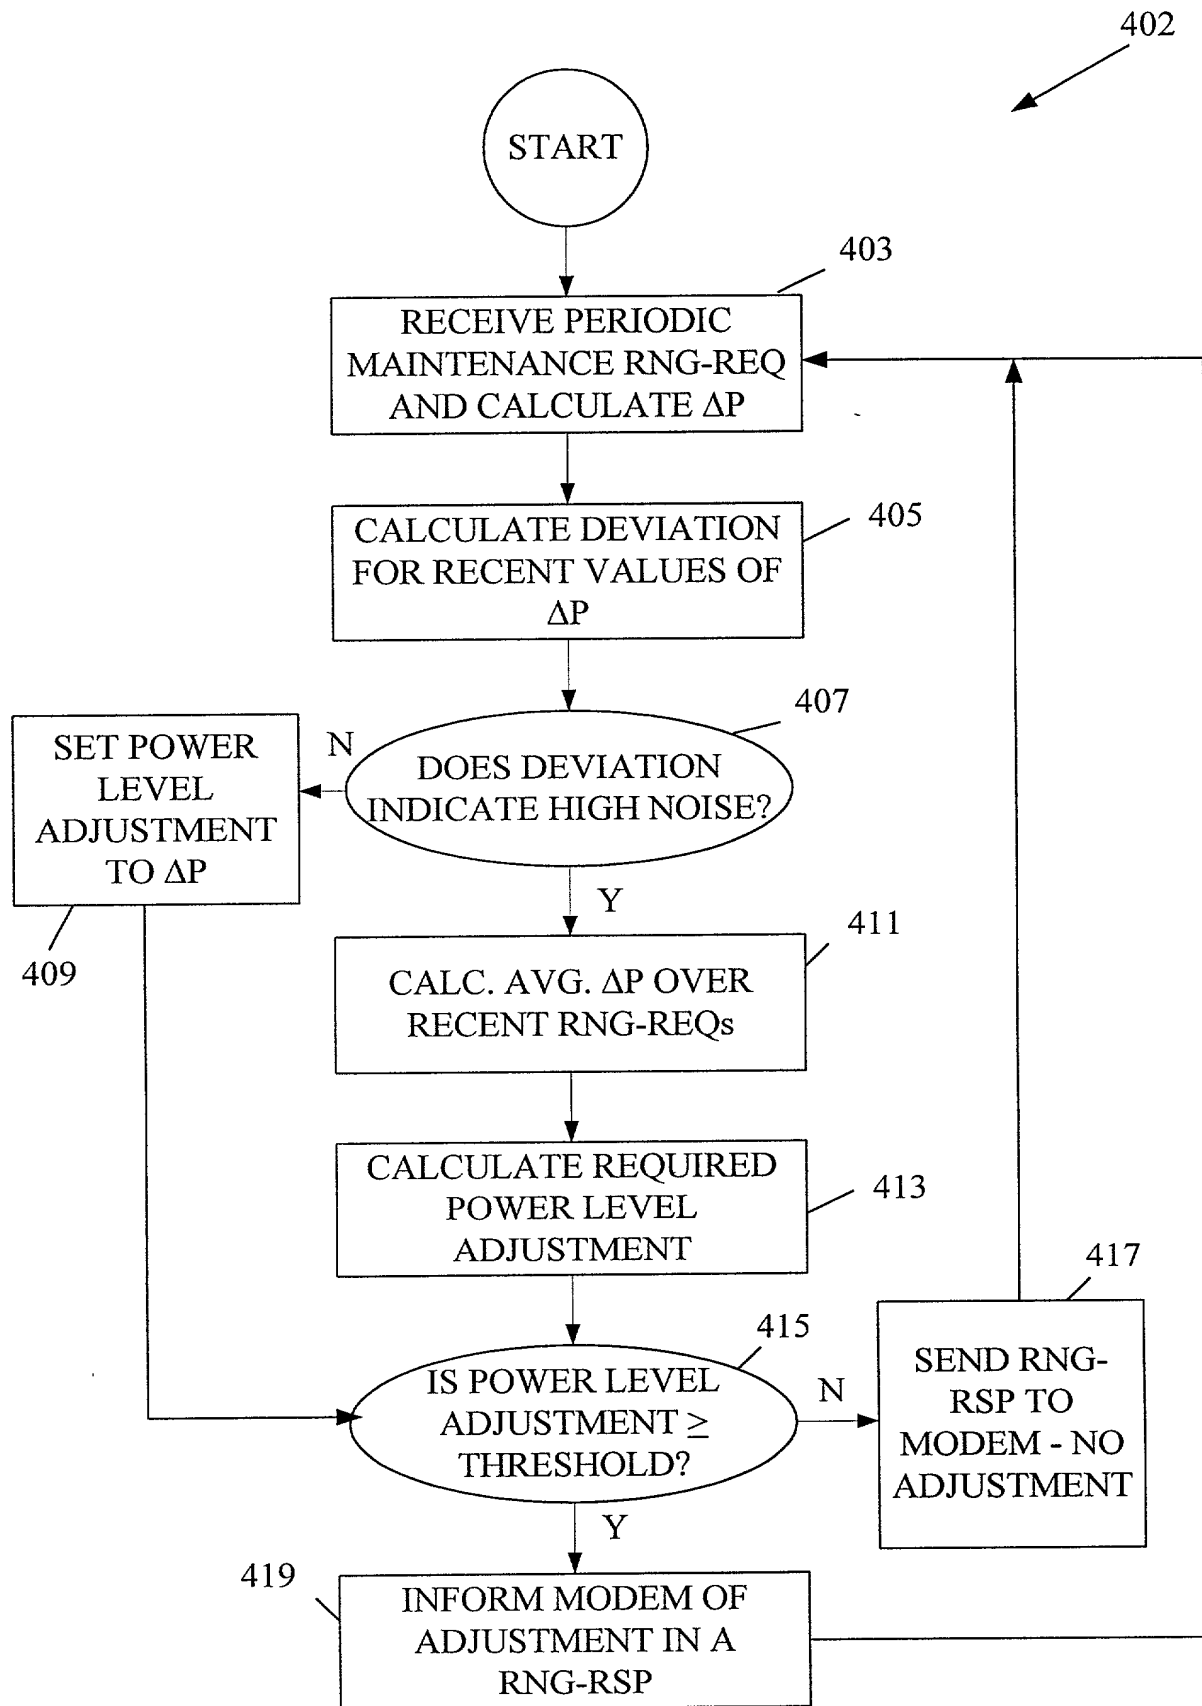 402
START
403
RECEIVE PERIODIC
MAINTENANCE RNG-REQ
AND CALCULATE ΔP
405
CALCULATE DEVIATION
FOR RECENT VALUES OF
ΔP
407
DOES DEVIATION
INDICATE HIGH NOISE?
N
SET POWER
LEVEL
ADJUSTMENT
TO ΔP
409
Y
411
CALC. AVG. ΔP OVER
RECENT RNG-REQs
413
CALCULATE REQUIRED
POWER LEVEL
ADJUSTMENT
415
IS POWER LEVEL
ADJUSTMENT ≥
THRESHOLD?
N
417
SEND RNG-
RSP TO
MODEM - NO
ADJUSTMENT
Y
419
INFORM MODEM OF
ADJUSTMENT IN A
RNG-RSP